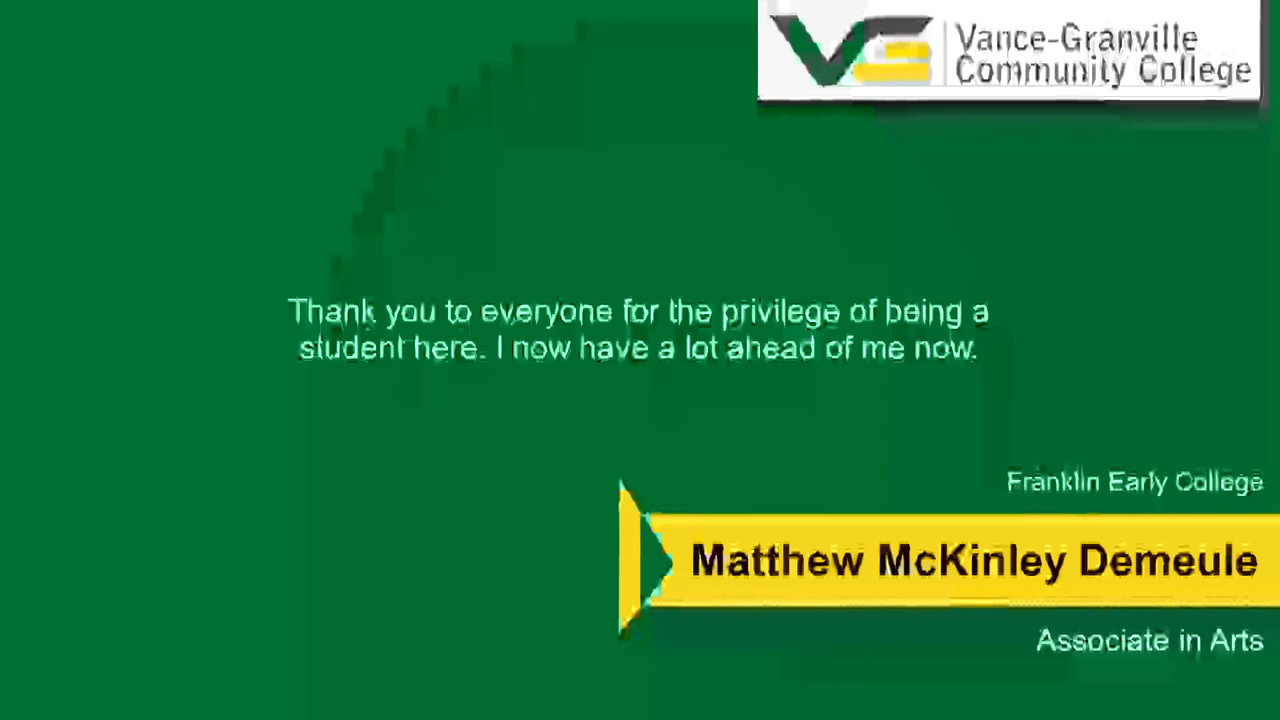 Vance-Granville
Community College
Thank you to everyone for the privilege of being a
student here. I now have a lot ahead of me now.
Franklin Early College
Matthew McKinley Demeule
Associate in Arts